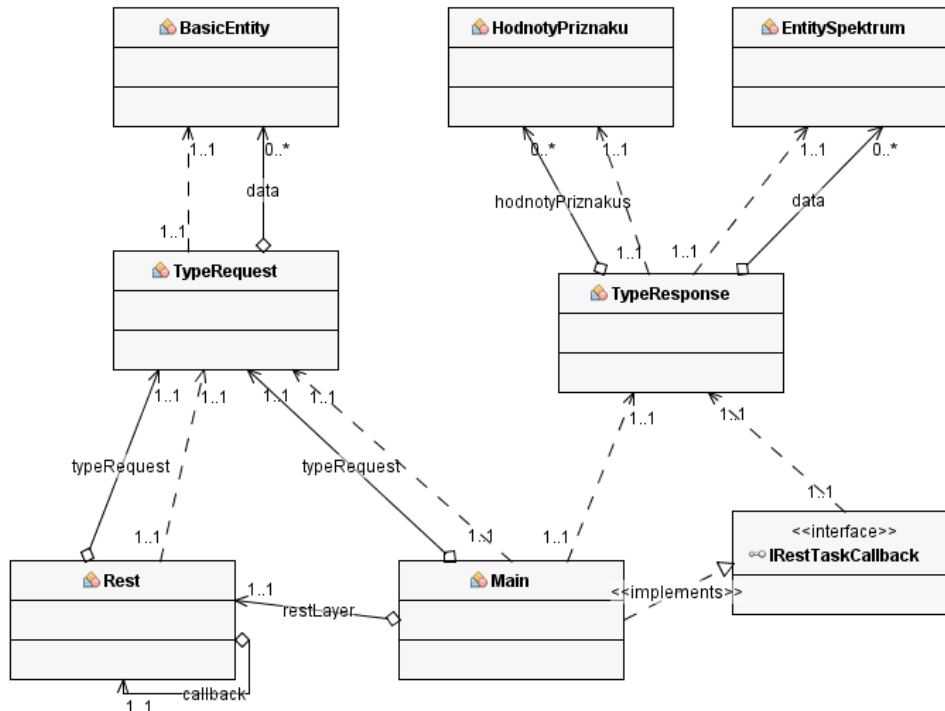 BasicEntity
HodnotyPriznaku
EntitySpektrum
1..1
0..*
0..*
1..1
1..1
0..*
data
hodnotyPriznakus
data
1..1
1..1
1..1
TypeRequest
TypeResponse
1..1
1..1
1..1
1..1
1..1
1..1
typeRequest
typeRequest
1..1
1..1
1..1
1..1
<<interface>>
IRestTaskCallback
Rest
Main
1..1
restLayer
<<implements>>
callback
1..1